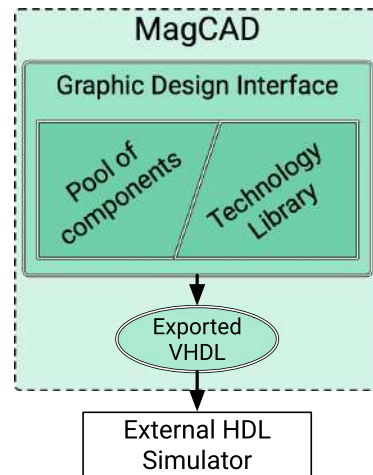 MagCAD
Graphic Design Interface
Pool of
components
Technology
Library
Exported
VHDL
External HDL
Simulator